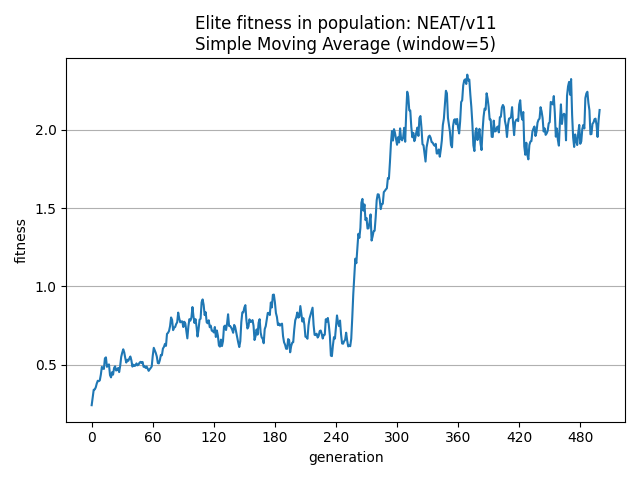 Elite fitness in population: NEAT/v11
Simple Moving Average (window=5)
2.0
1.5
1.0
0.5
fitness
0 60 120 180 240 300 360 420 480
generation